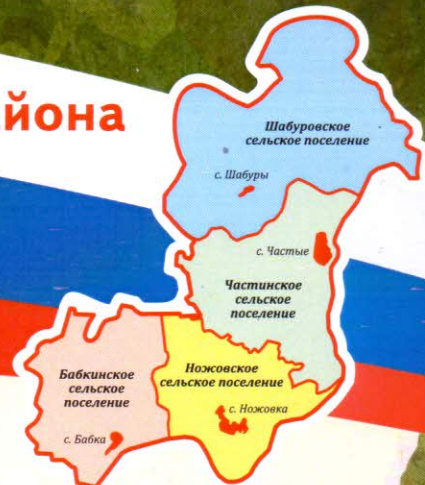 йона
Шабуровское
сельское поселение
с. Шабуры
с. Частые
Частинское
сельское
поселение
Бабкинское
сельское
поселение
с. Бабка
Ножовское
сельское поселение
с. Ножовка